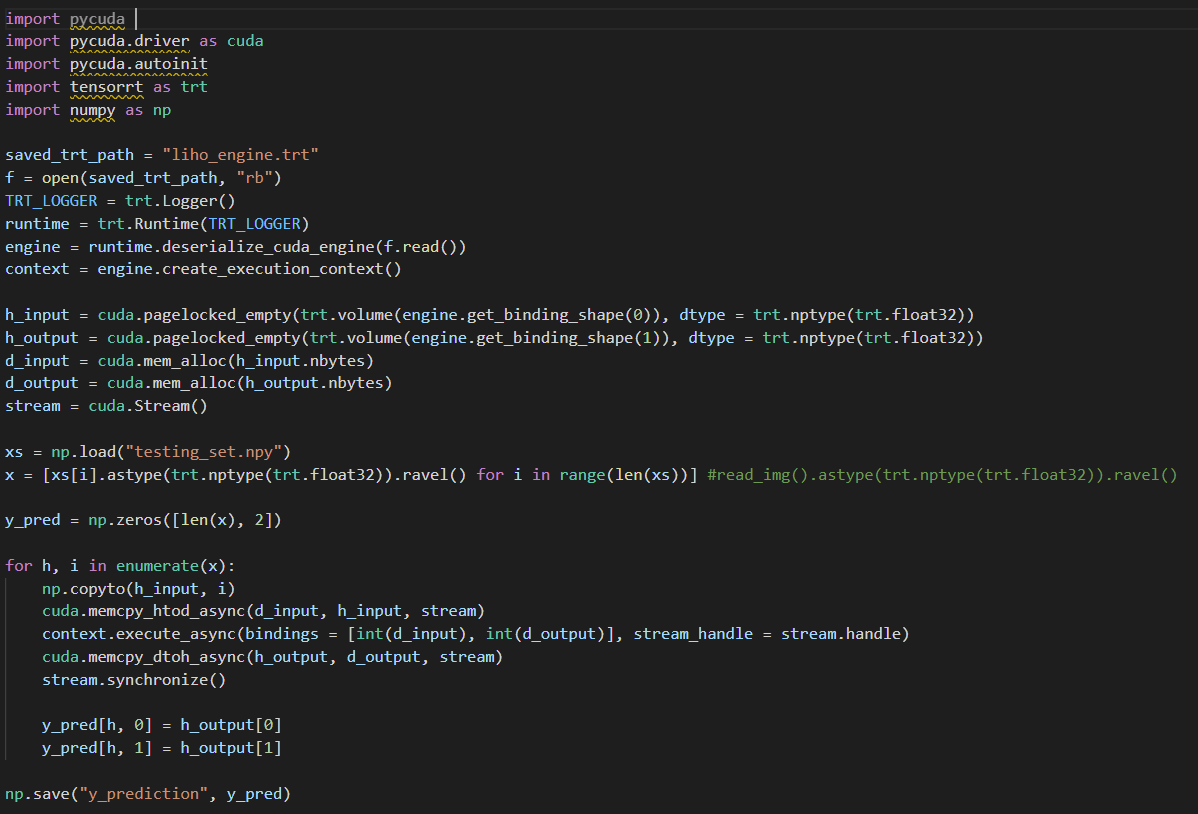 import pycuda
import pycuda.driver as cuda
import pycuda.autoinit
import tensorrt as trt
import numpy as np

saved_trt_path = "liho_engine.trt"
f = open(saved_trt_path, "rb")
TRT_LOGGER = trt.Logger()
runtime = trt.Runtime(TRT_LOGGER)
engine = runtime.deserialize_cuda_engine(f.read())
context = engine.create_execution_context()

h_input = cuda.pagelocked_empty(trt.volume(engine.get_binding_shape(0)), dtype = trt.nptype(trt.float32))
h_output = cuda.pagelocked_empty(trt.volume(engine.get_binding_shape(1)), dtype = trt.nptype(trt.float32))
d_input = cuda.mem_alloc(h_input.nbytes)
d_output = cuda.mem_alloc(h_output.nbytes)
stream = cuda.Stream()

xs = np.load("testing_set.npy")
x = [xs[i].astype(trt.nptype(trt.float32)).ravel() for i in range(len(xs))] #read_img().astype(trt.nptype(trt.float32)).ravel()

y_pred = np.zeros([len(x), 2])

for h, i in enumerate(x):
    np.copyto(h_input, i)
    cuda.memcpy_htod_async(d_input, h_input, stream)
    context.execute_async(bindings = [int(d_input), int(d_output)], stream_handle = stream.handle)
    cuda.memcpy_dtoh_async(h_output, d_output, stream)
    stream.synchronize()

    y_pred[h, 0] = h_output[0]
    y_pred[h, 1] = h_output[1]

np.save("y_prediction", y_pred)